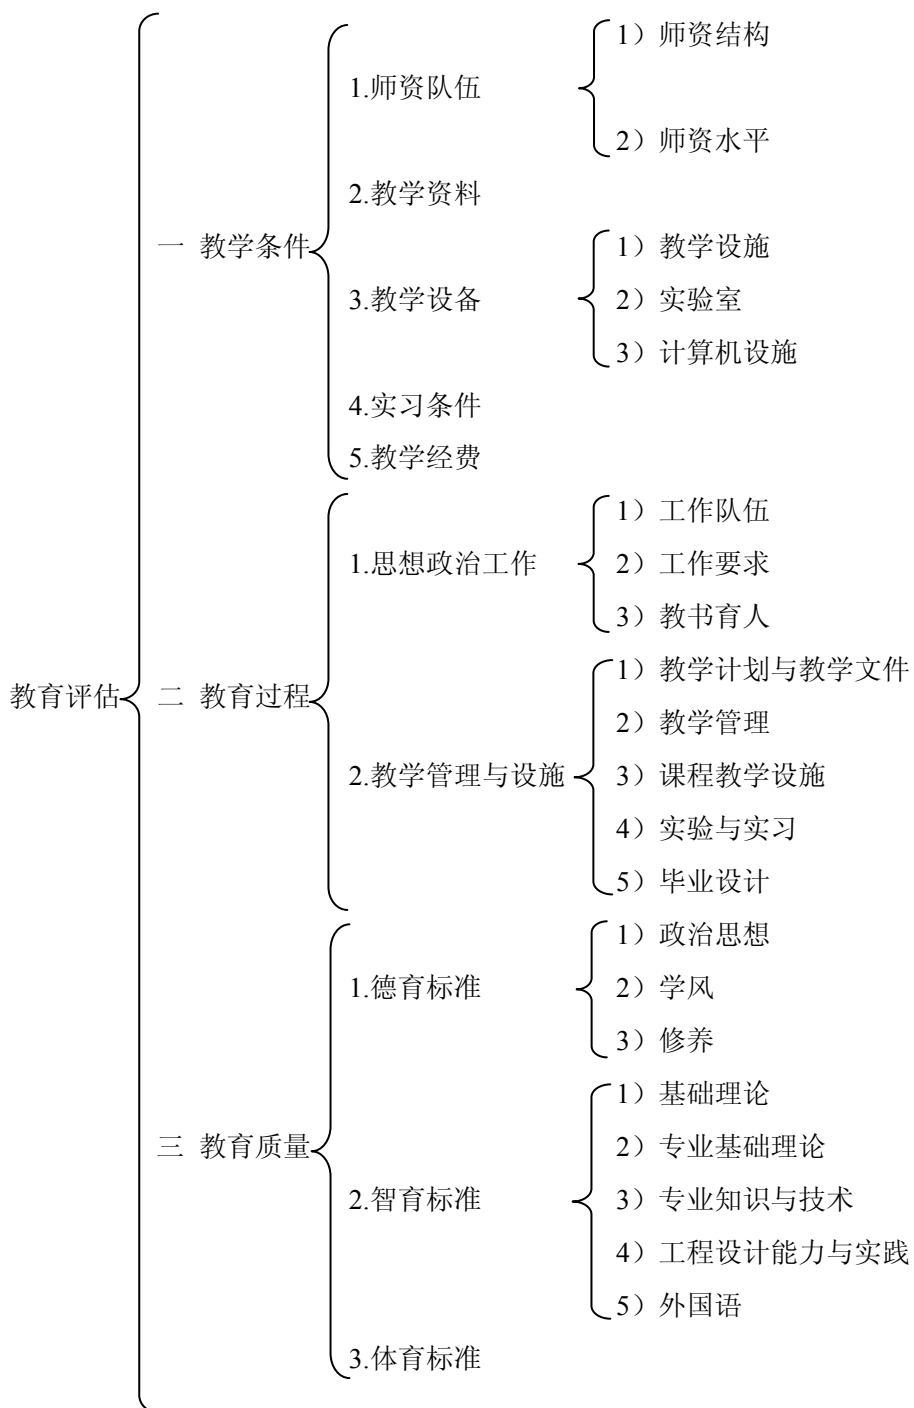 教育评估
一 教学条件
1.师资队伍
1）师资结构
2）师资水平
2.教学资料
3.教学设备
1）教学设施
2）实验室
3）计算机设施
4.实习条件
5.教学经费
二 教育过程
1.思想政治工作
1）工作队伍
2）工作要求
3）教书育人
2.教学管理与设施
1）教学计划与教学文件
2）教学管理
3）课程教学设施
4）实验与实习
5）毕业设计
三 教育质量
1.德育标准
1）政治思想
2）学风
3）修养
2.智育标准
1）基础理论
2）专业基础理论
3）专业知识与技术
4）工程设计能力与实践
5）外国语
3.体育标准